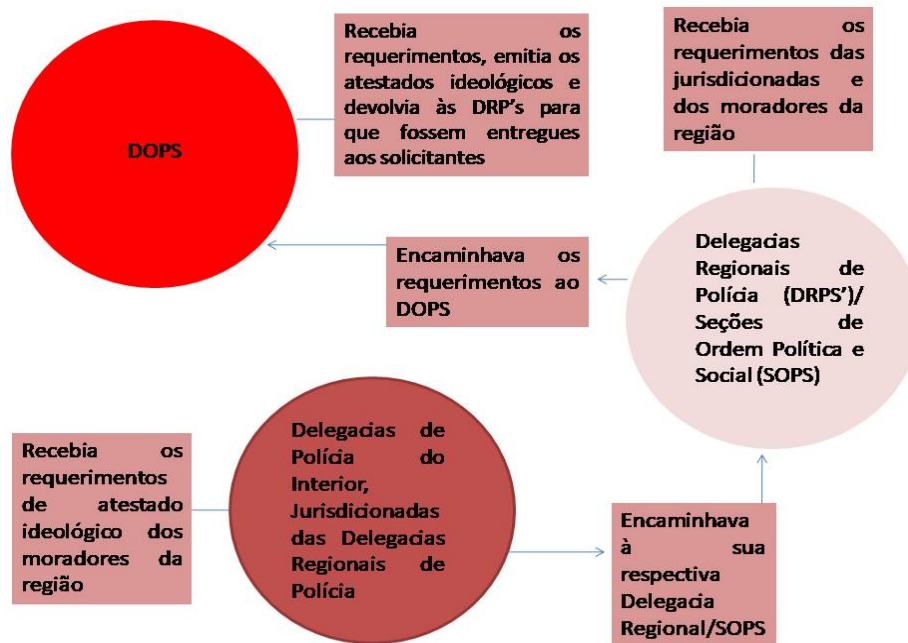 DOPS
Recebia os
requerimentos, emitia os
atestados ideológicos e
devolvia às DRP's para
que fossem entregues
aos solicitantes
Recebia os
requerimentos das
jurisdicionadas e
dos moradores da
região
Encaminhava os
requerimentos ao
DOPS
Delegacias
Regionais de
Polícia (DRPS’)/
Seções de
Ordem Política e
Social (SOPS)
Recebia os
requerimentos
de atestado
ideológico dos
moradores da
região
Delegacias de
Polícia do
Interior,
Jurisdicionadas
das Delegacias
Regionais de
Polícia
Encaminhava
à sua
respectiva
Delegacia
Regional/SOPS